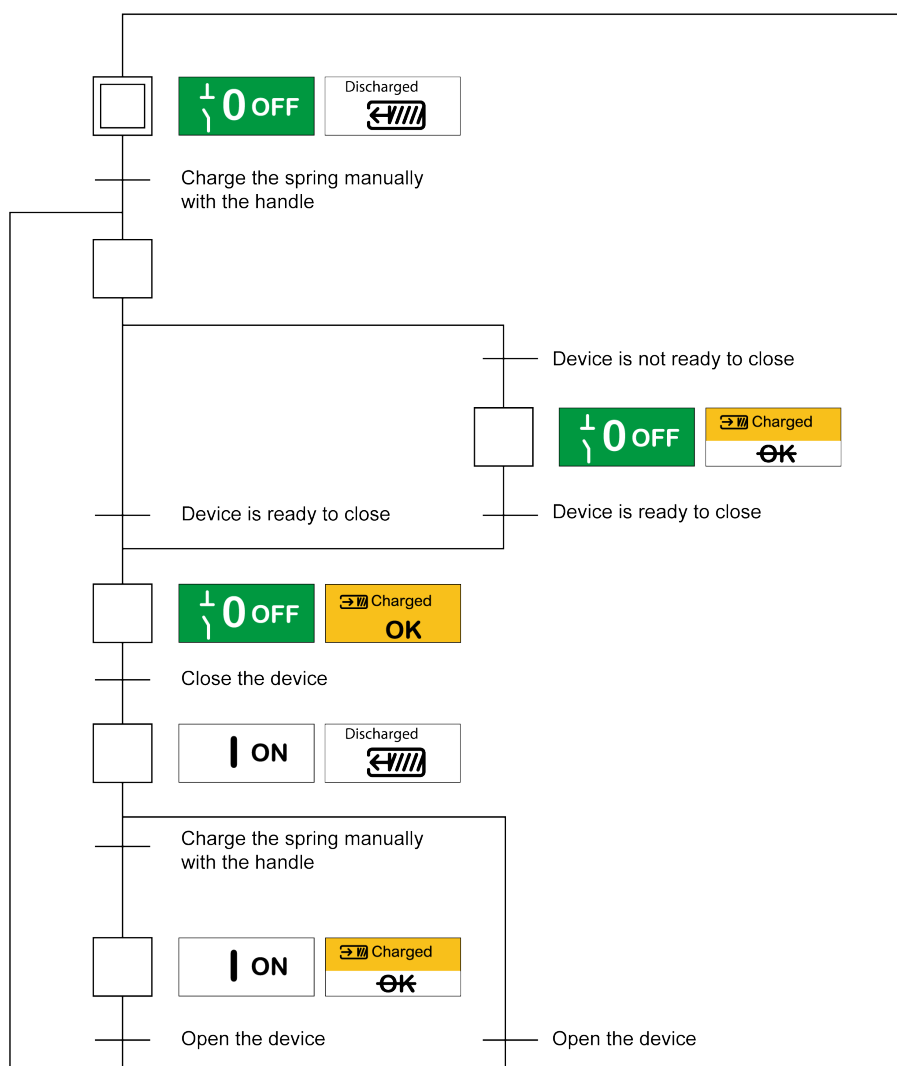 0 OFF
Discharged
Charge the spring manually
with the handle
Device is not ready to close
0 OFF
Charged
OK
Device is ready to close
Device is ready to close
0 OFF
Charged
OK
Close the device
I ON
Discharged
Charge the spring manually
with the handle
I ON
Charged
OK
Open the device
Open the device